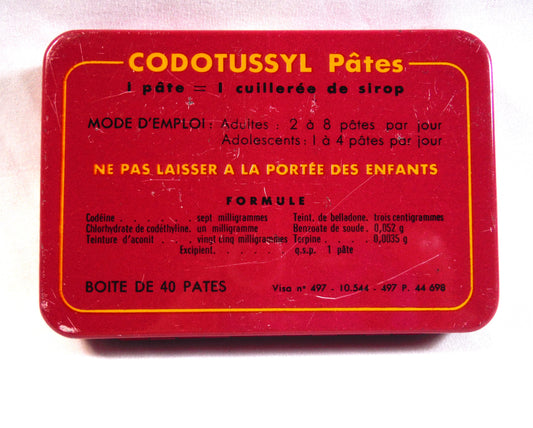 CODOTUSSYL Pâtes
1 pâte = 1 cuillerée de sirop
MODE D'EMPLOI : Adultes : 2 à 8 pâtes par jour
Adolescents : 1 à 4 pâtes par jour
NE PAS LAISSER A LA PORTÉE DES ENFANTS
FORMULE
Codéine . . . . . . . sept milligrammes Teint. de belladone. trois centigrammes
Chlorhydrate de codéthyline. un milligramme Benzoate de soude. 0,052 g
Teinture d'aconit . . . vingt cinq milligrammes Terpine . . . . . 0,0035 g
Excipient. . . . . . q.s.p. 1 pâte
BOITE DE 40 PATES Visa n° 497 - 10.544 - 497 P. 44 698